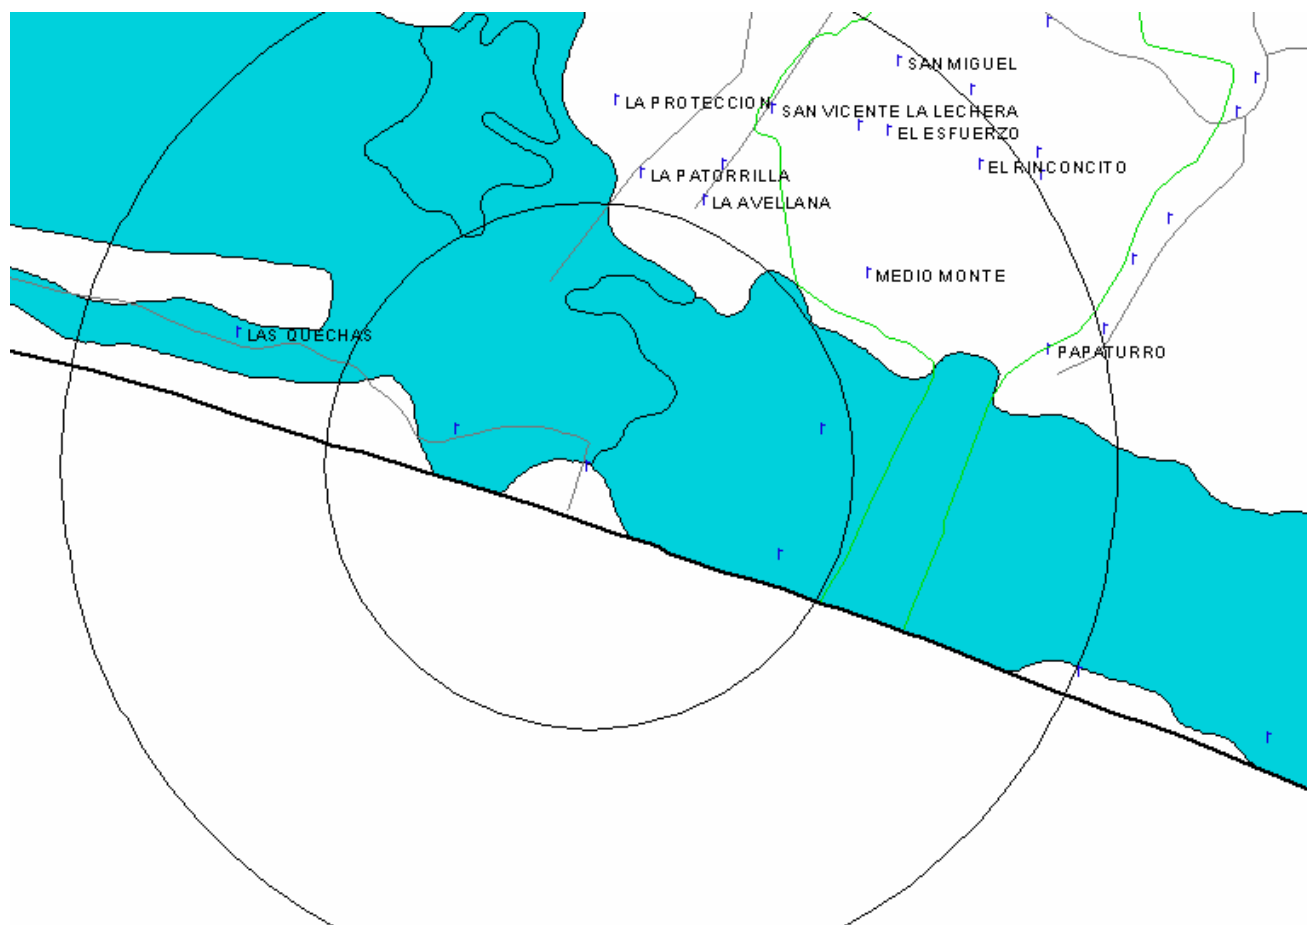 SAN MIGUEL
LA PROTECCION
SAN VICENTE LA LECHERA
EL ESFUERZO
EL RINCONCITO
LA PATORRILLA
LA AVELLANA
MEDIO MONTE
LAS QUECHAS
PAPATURRO